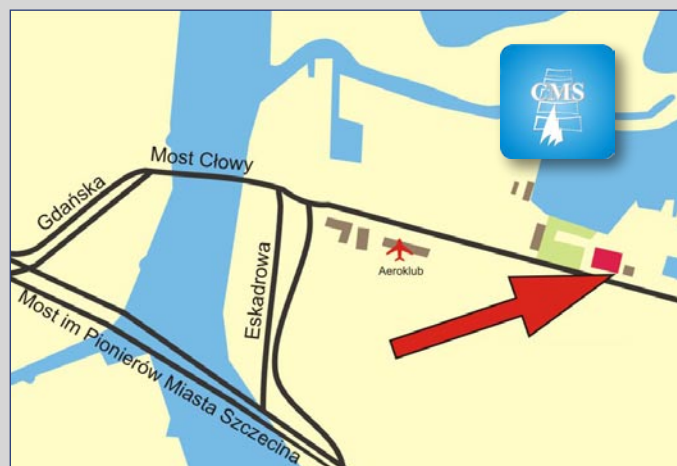 CMS
Most Cłowy
Gdańska
Aeroklub
Eskadrowa
Most im Pionierów Miasta Szczecina